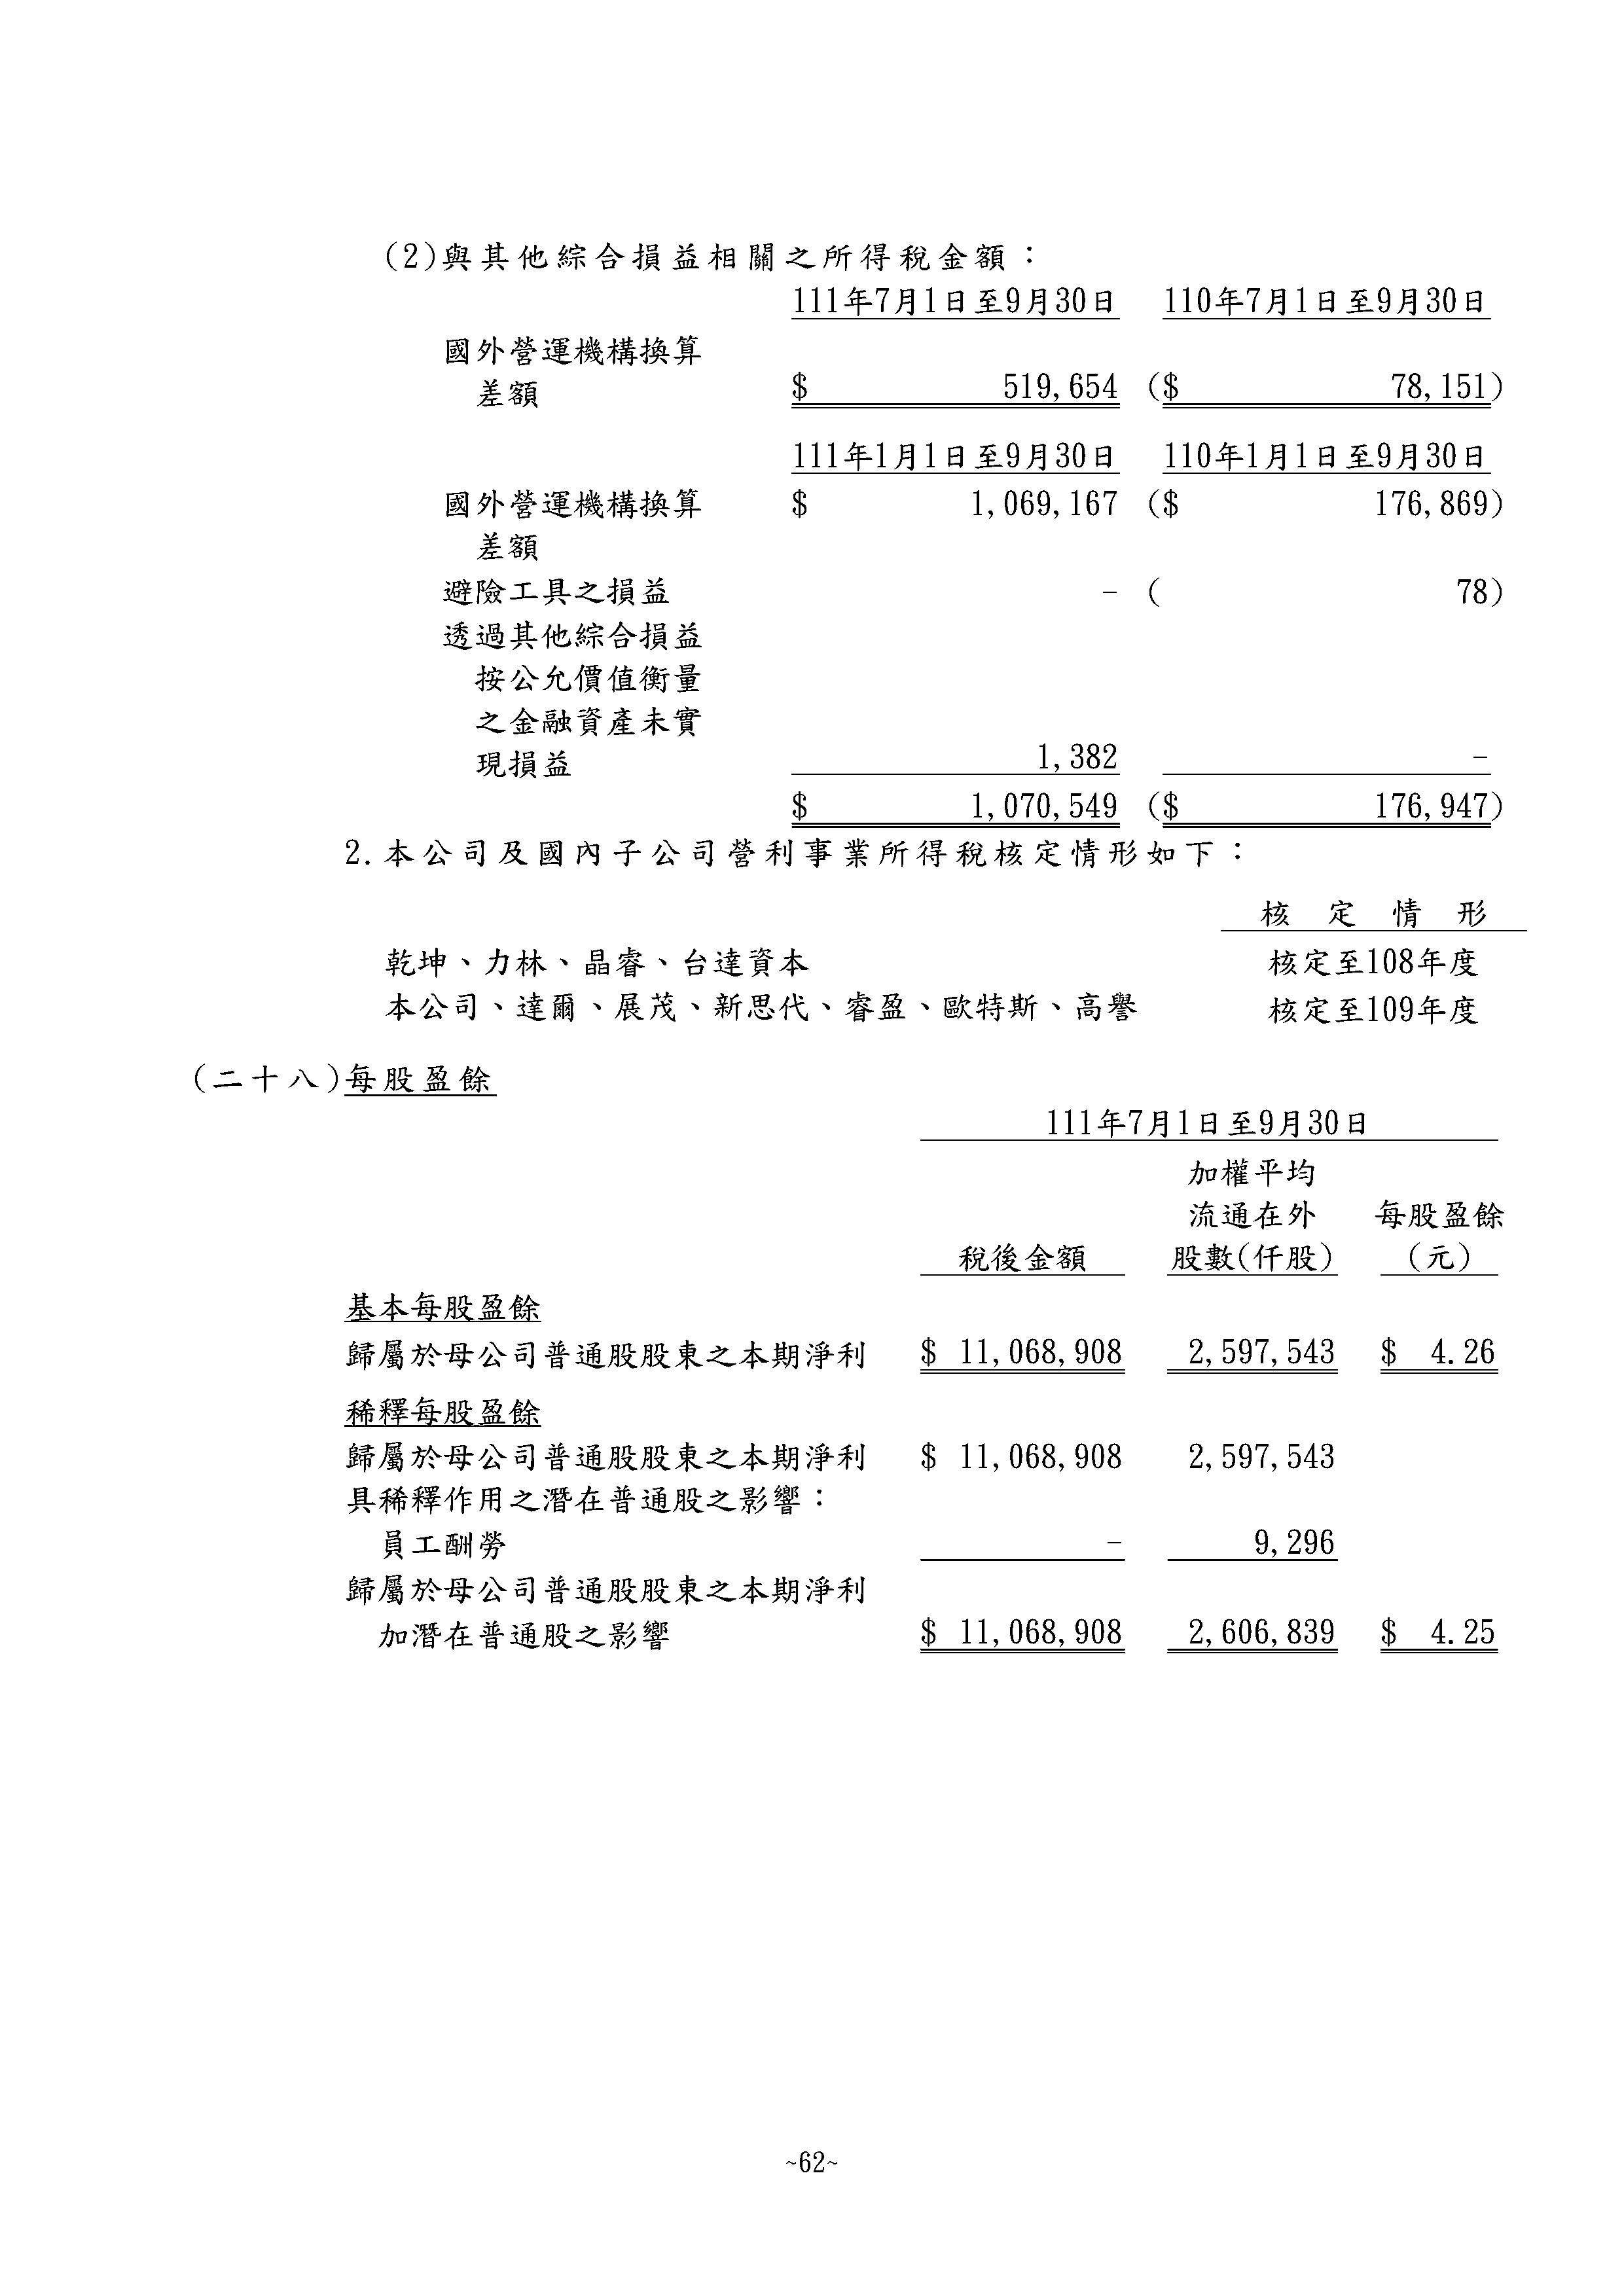 (2)與其他綜合損益相關之所得稅金額：
111年7月1日至9月30日 110年7月1日至9月30日
國外營運機構換算
差額 $ 519,654 ($ 78,151)
111年1月1日至9月30日 110年1月1日至9月30日
國外營運機構換算 $ 1,069,167 ($ 176,869)
差額
避險工具之損益 - ( 78)
透過其他綜合損益
按公允價值衡量
之金融資產未實
現損益 1,382 -
$ 1,070,549 ($ 176,947)
2.本公司及國內子公司營利事業所得稅核定情形如下：
核定情形
乾坤、力林、晶睿、台達資本 核定至108年度
本公司、達爾、展茂、新思代、睿盈、歐特斯、高譽 核定至109年度
(二十八)每股盈餘
111年7月1日至9月30日
加權平均
流通在外 每股盈餘
稅後金額 股數(仟股) (元)
基本每股盈餘
歸屬於母公司普通股股東之本期淨利 $ 11,068,908 2,597,543 $ 4.26
稀釋每股盈餘
歸屬於母公司普通股股東之本期淨利 $ 11,068,908 2,597,543
具稀釋作用之潛在普通股之影響：
員工酬勞 - 9,296
歸屬於母公司普通股股東之本期淨利
加潛在普通股之影響 $ 11,068,908 2,606,839 $ 4.25
~62~